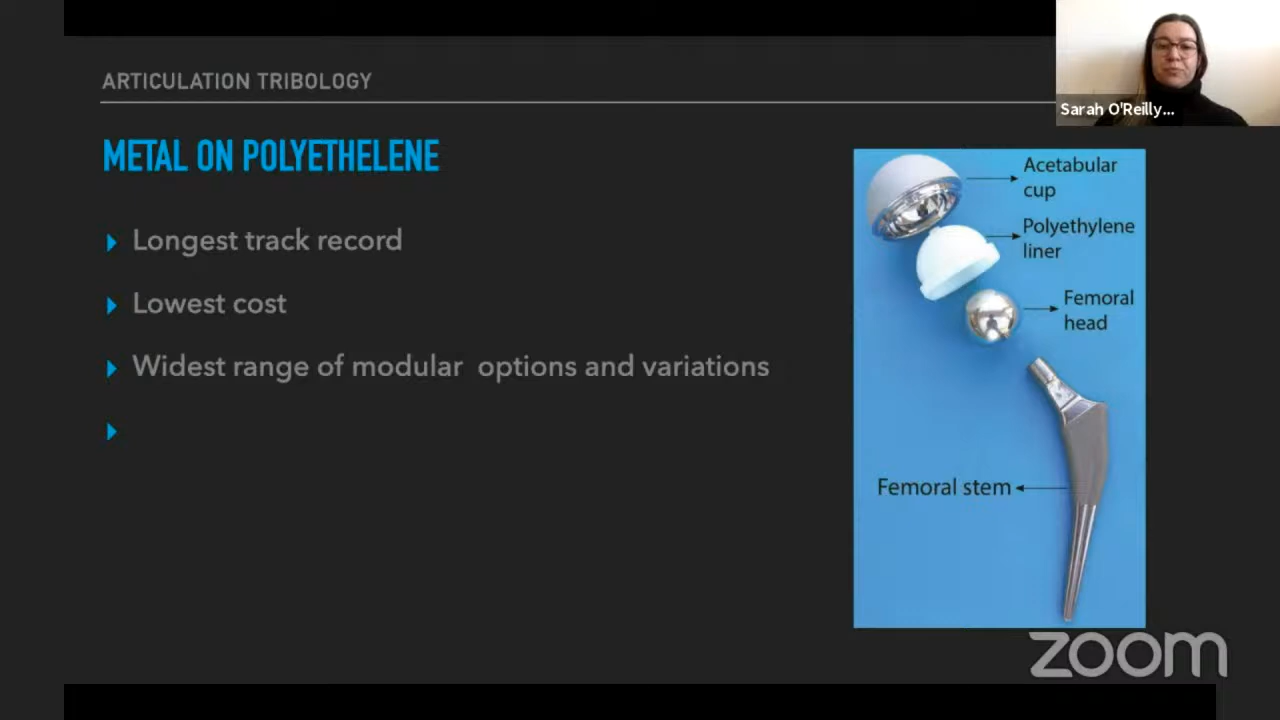 ARTICULATION TRIBOLOGY
Sarah O'Reilly...
METAL ON POLYETHELENE
Longest track record
Lowest cost
Widest range of modular options and variations
Acetabular
cup
Polyethylene
liner
Femoral
head
Femoral stem
zoom